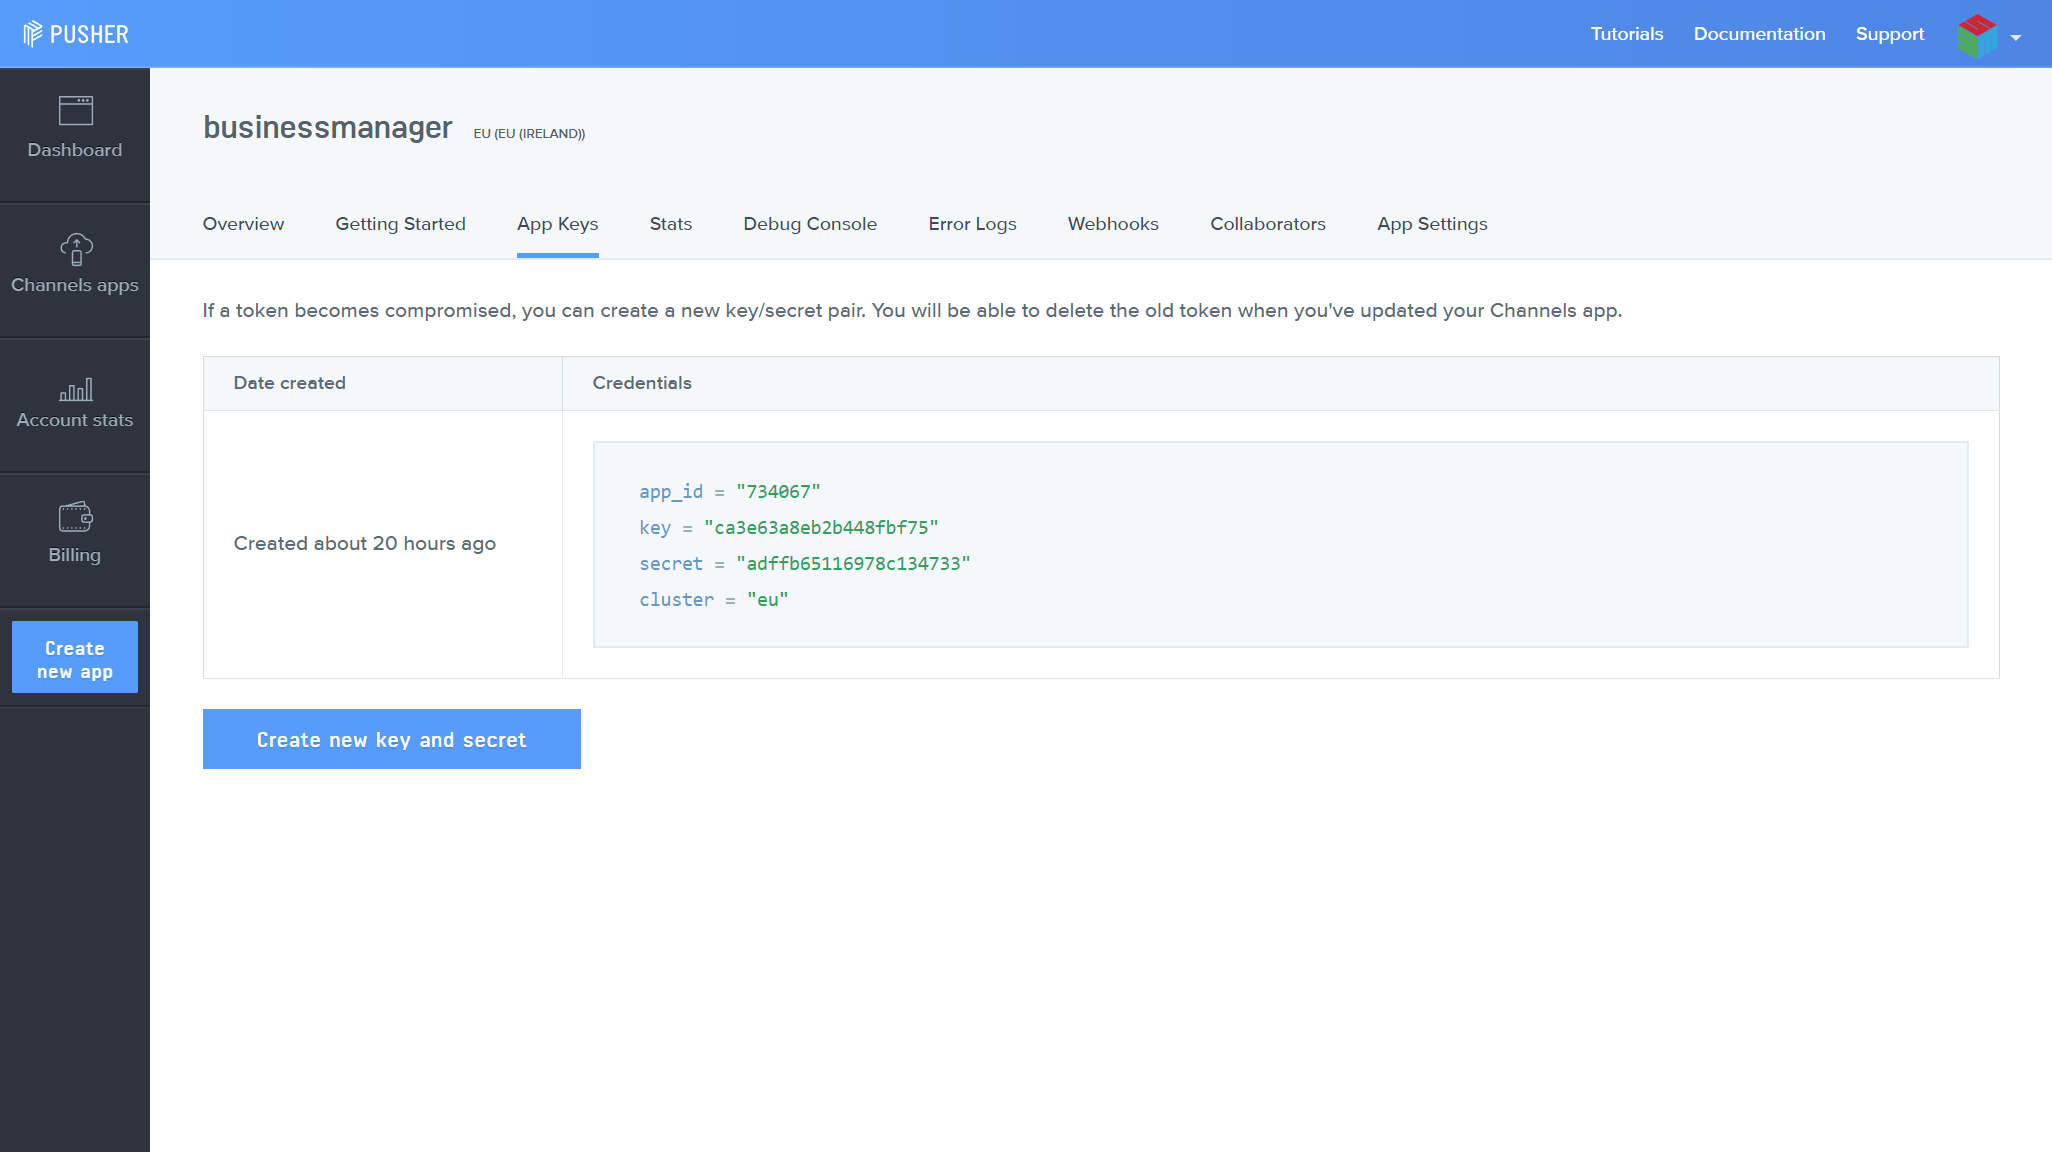 PUSHER
Tutorials Documentation Support
Dashboard
Channels apps
Account stats
Billing
Create
new app
businessmanager EU (EU (IRELAND))
Overview Getting Started App Keys Stats Debug Console Error Logs Webhooks Collaborators App Settings
If a token becomes compromised, you can create a new key/secret pair. You will be able to delete the old token when you've updated your Channels app.
Date created Credentials
Created about 20 hours ago
app_id = "734067"
key = "ca3e63a8eb2b448fbf75"
secret = "adffb65116978c134733"
cluster = "eu"
Create new key and secret